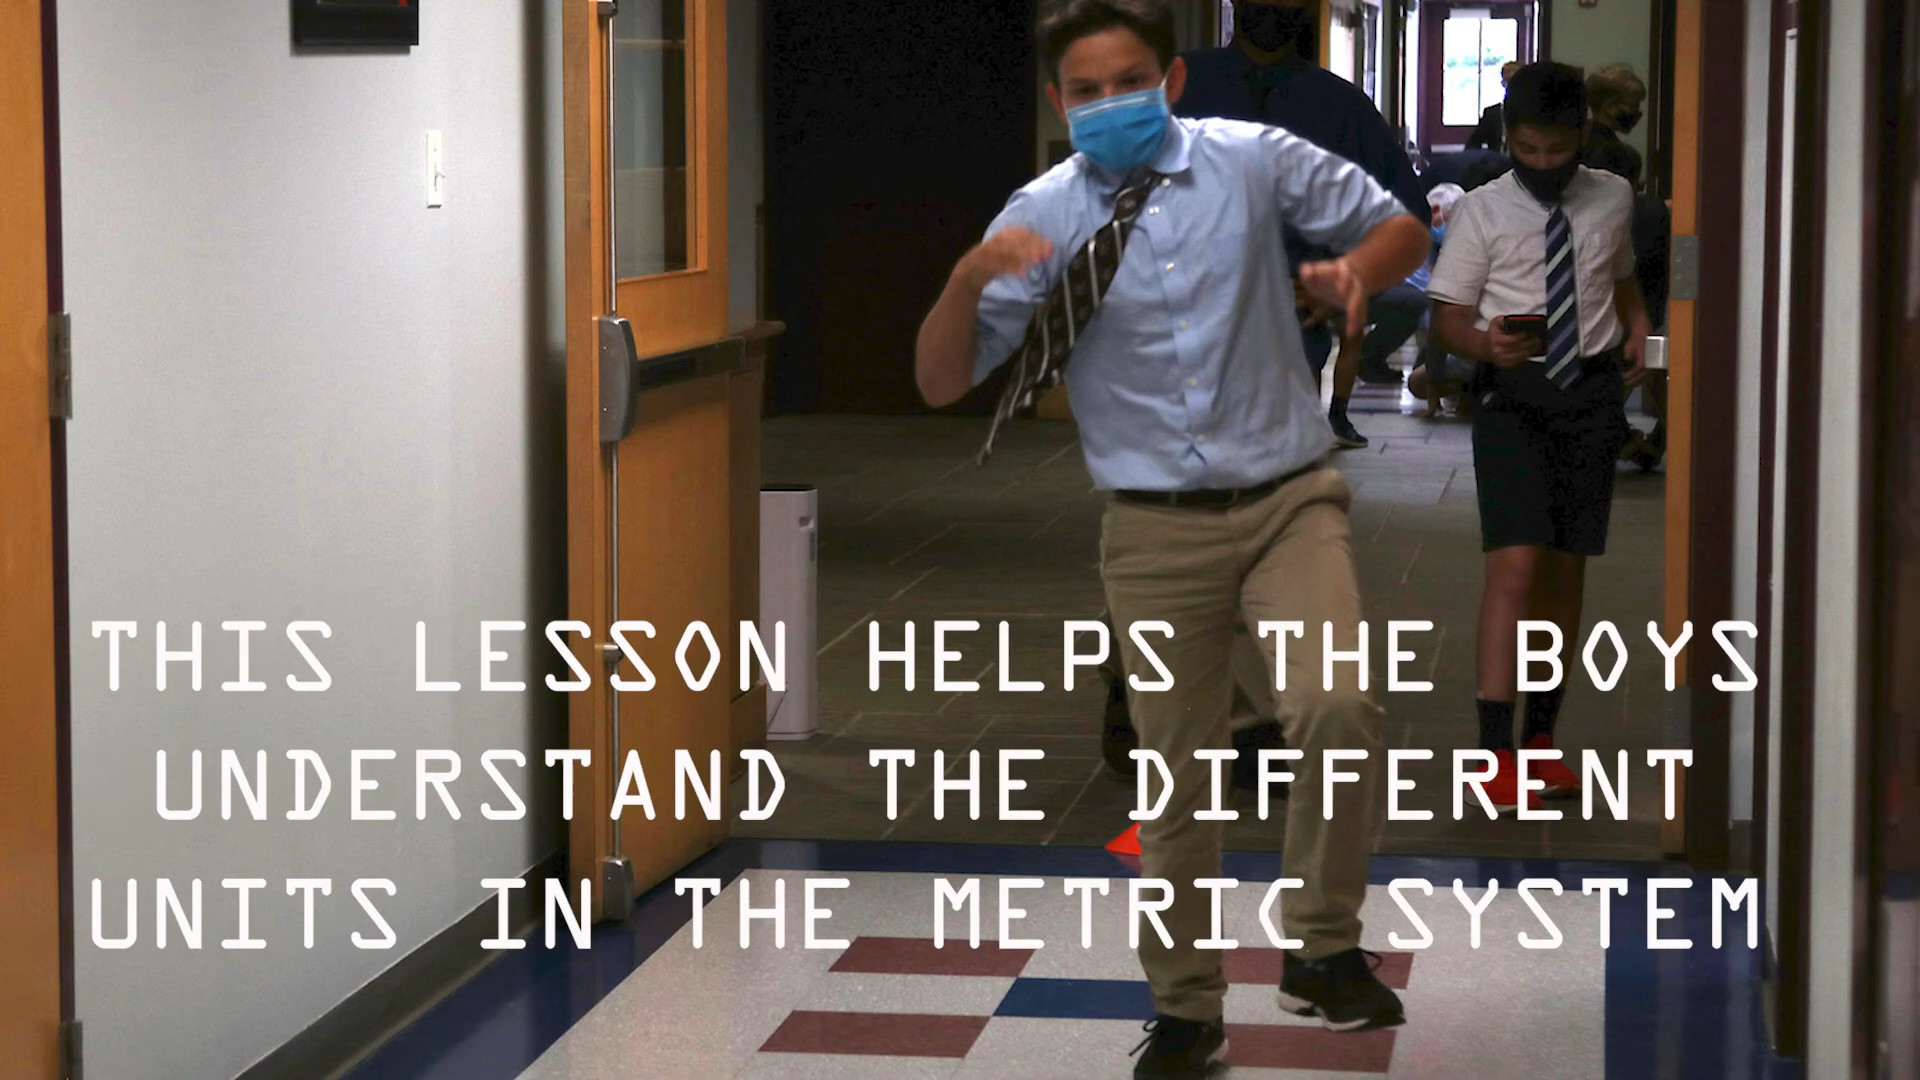 THIS LESSON HELPS THE BOYS
UNDERSTAND THE DIFFERENT
UNITS IN THE METRIC SYSTEM